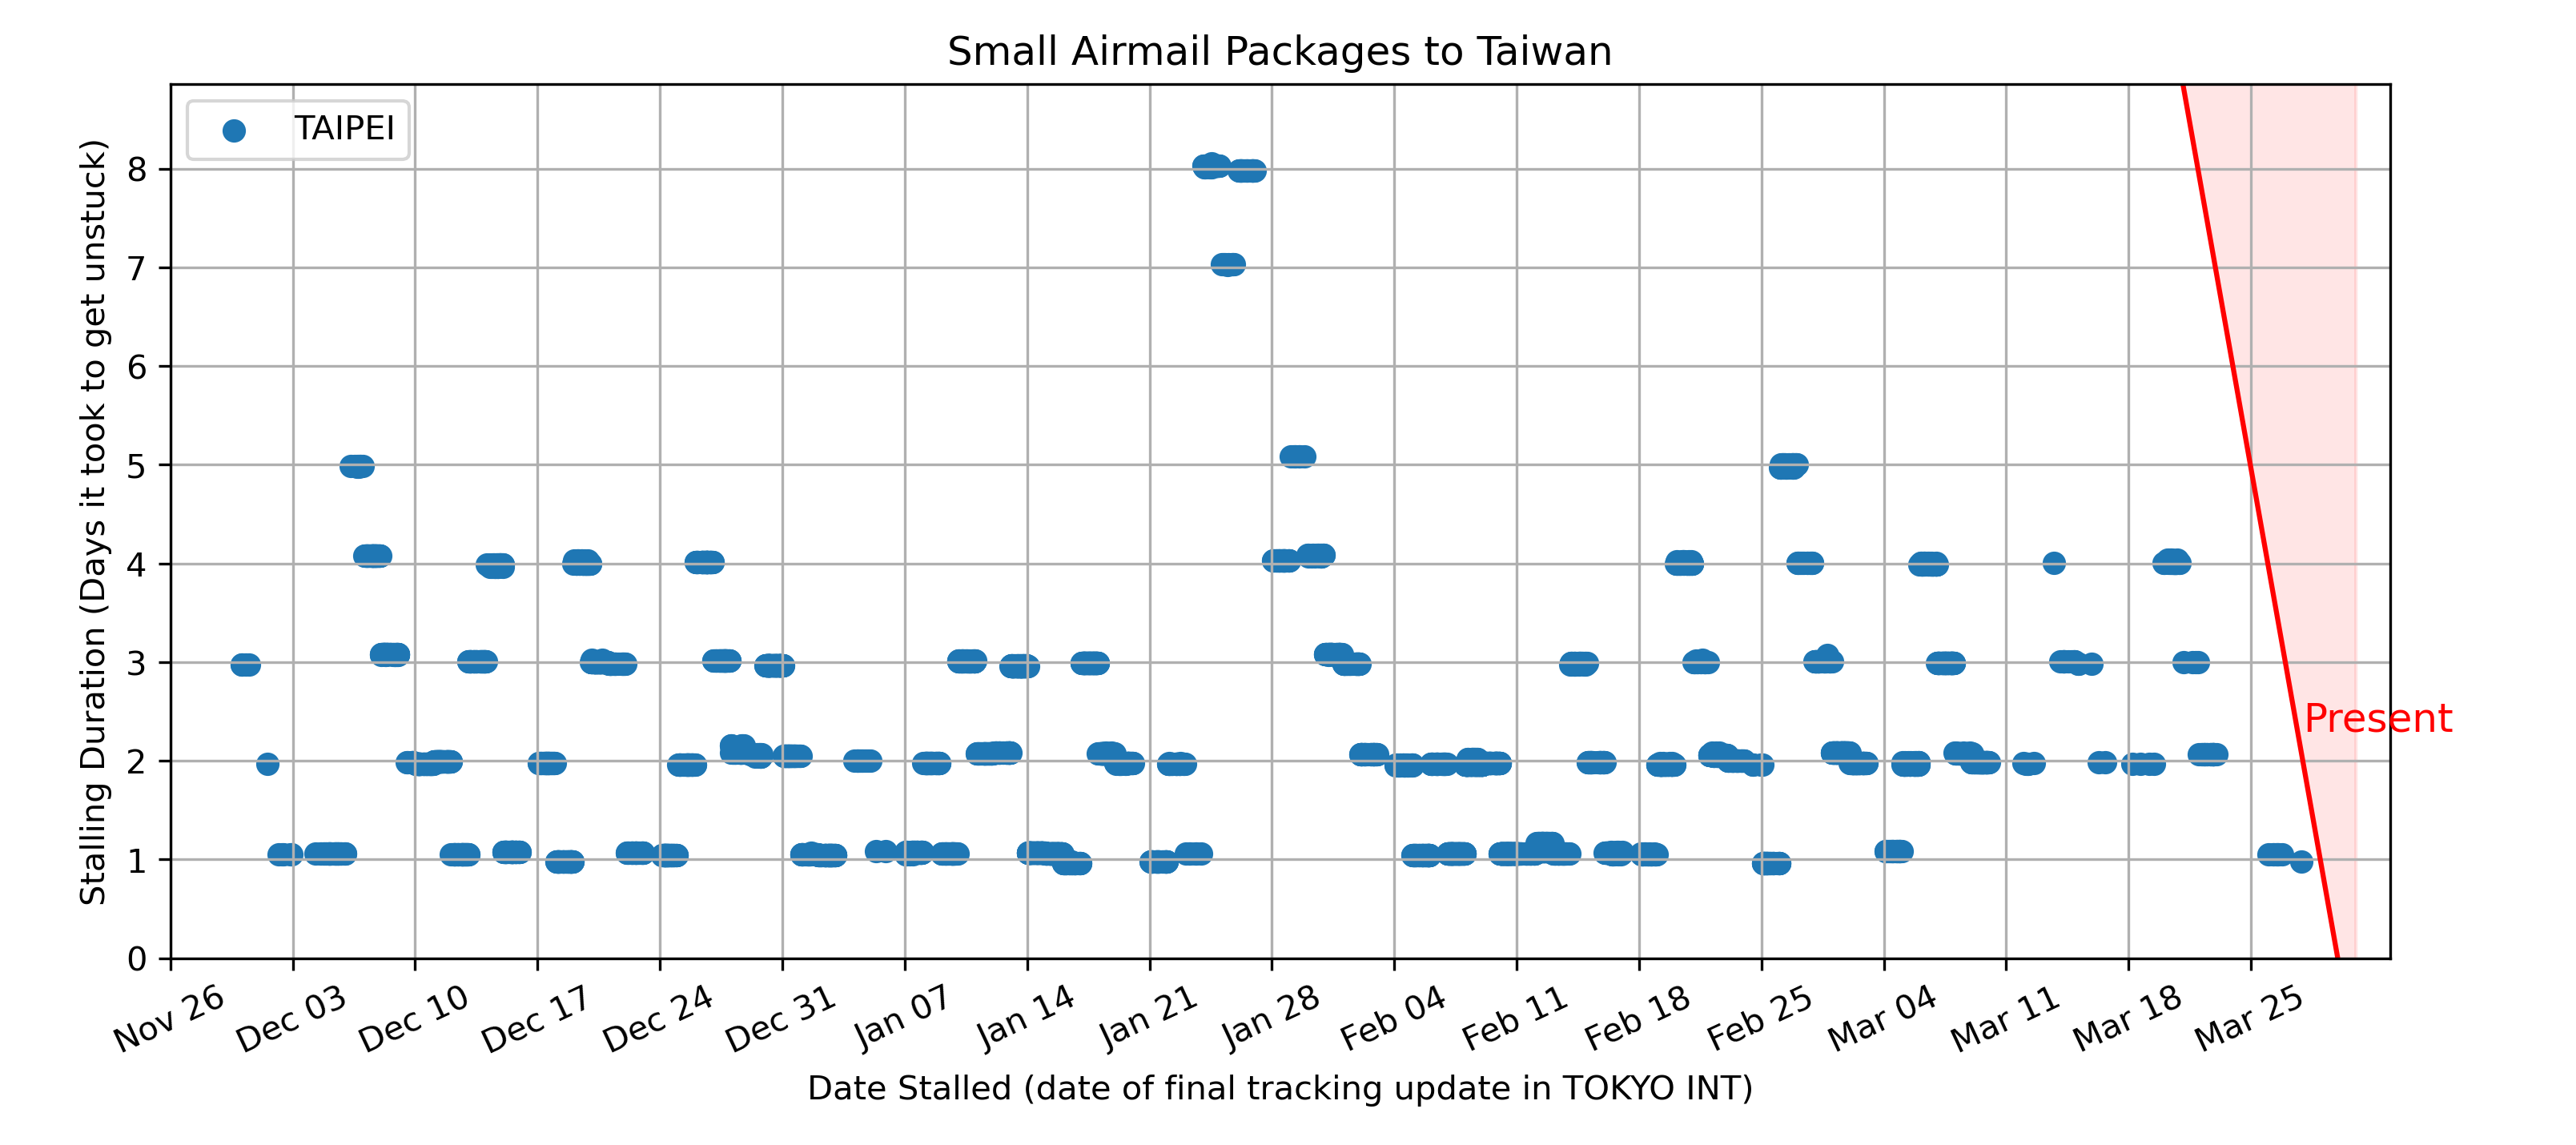 Small Airmail Packages to Taiwan
TAIPEI
Stalling Duration (Days it took to get unstuck)
8
7
6
5
4
3
2
1
0
Present
Nov 26
Dec 03
Dec 10
Dec 17
Dec 24
Dec 31
Jan 07
Jan 14
Jan 21
Jan 28
Feb 04
Feb 11
Feb 18
Feb 25
Mar 04
Mar 11
Mar 18
Mar 25
Date Stalled (date of final tracking update in TOKYO INT)